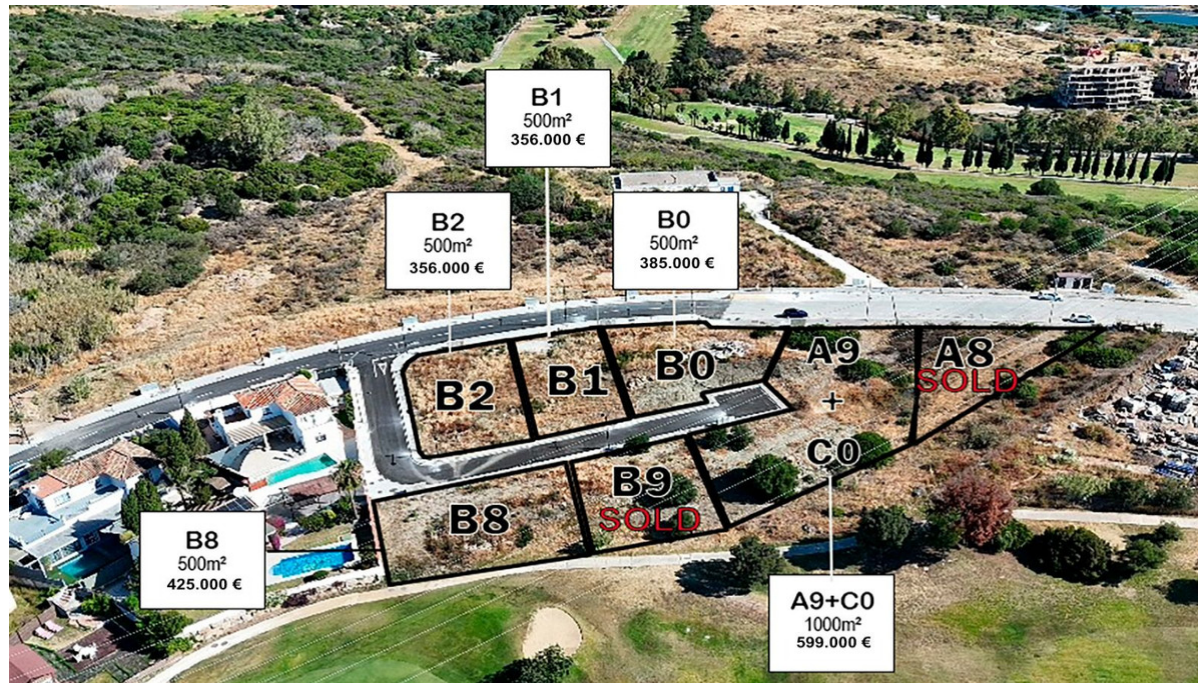 B1
500m²
356.000 €
B2
500m²
356.000 €
B0
500m²
385.000 €
B2
B1
B0
A9
+
C0
A8
SOLD
B9
SOLD
B8
B8
500m²
425.000 €
A9+C0
1000m²
599.000 €